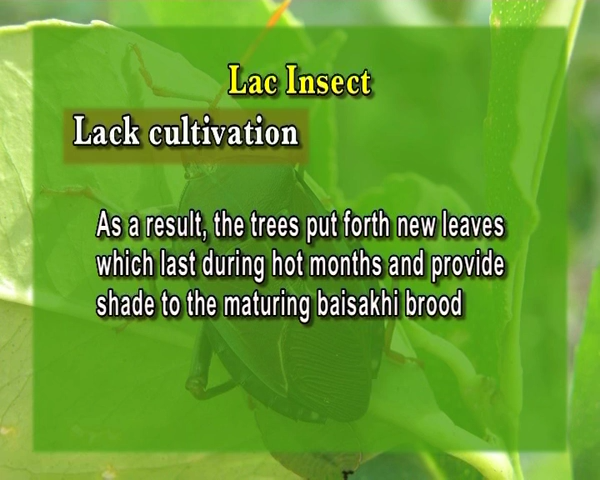 Lac Insect
Lack cultivation
As a result, the trees put forth new leaves
which last during hot months and provide
shade to the maturing baisakhi brood